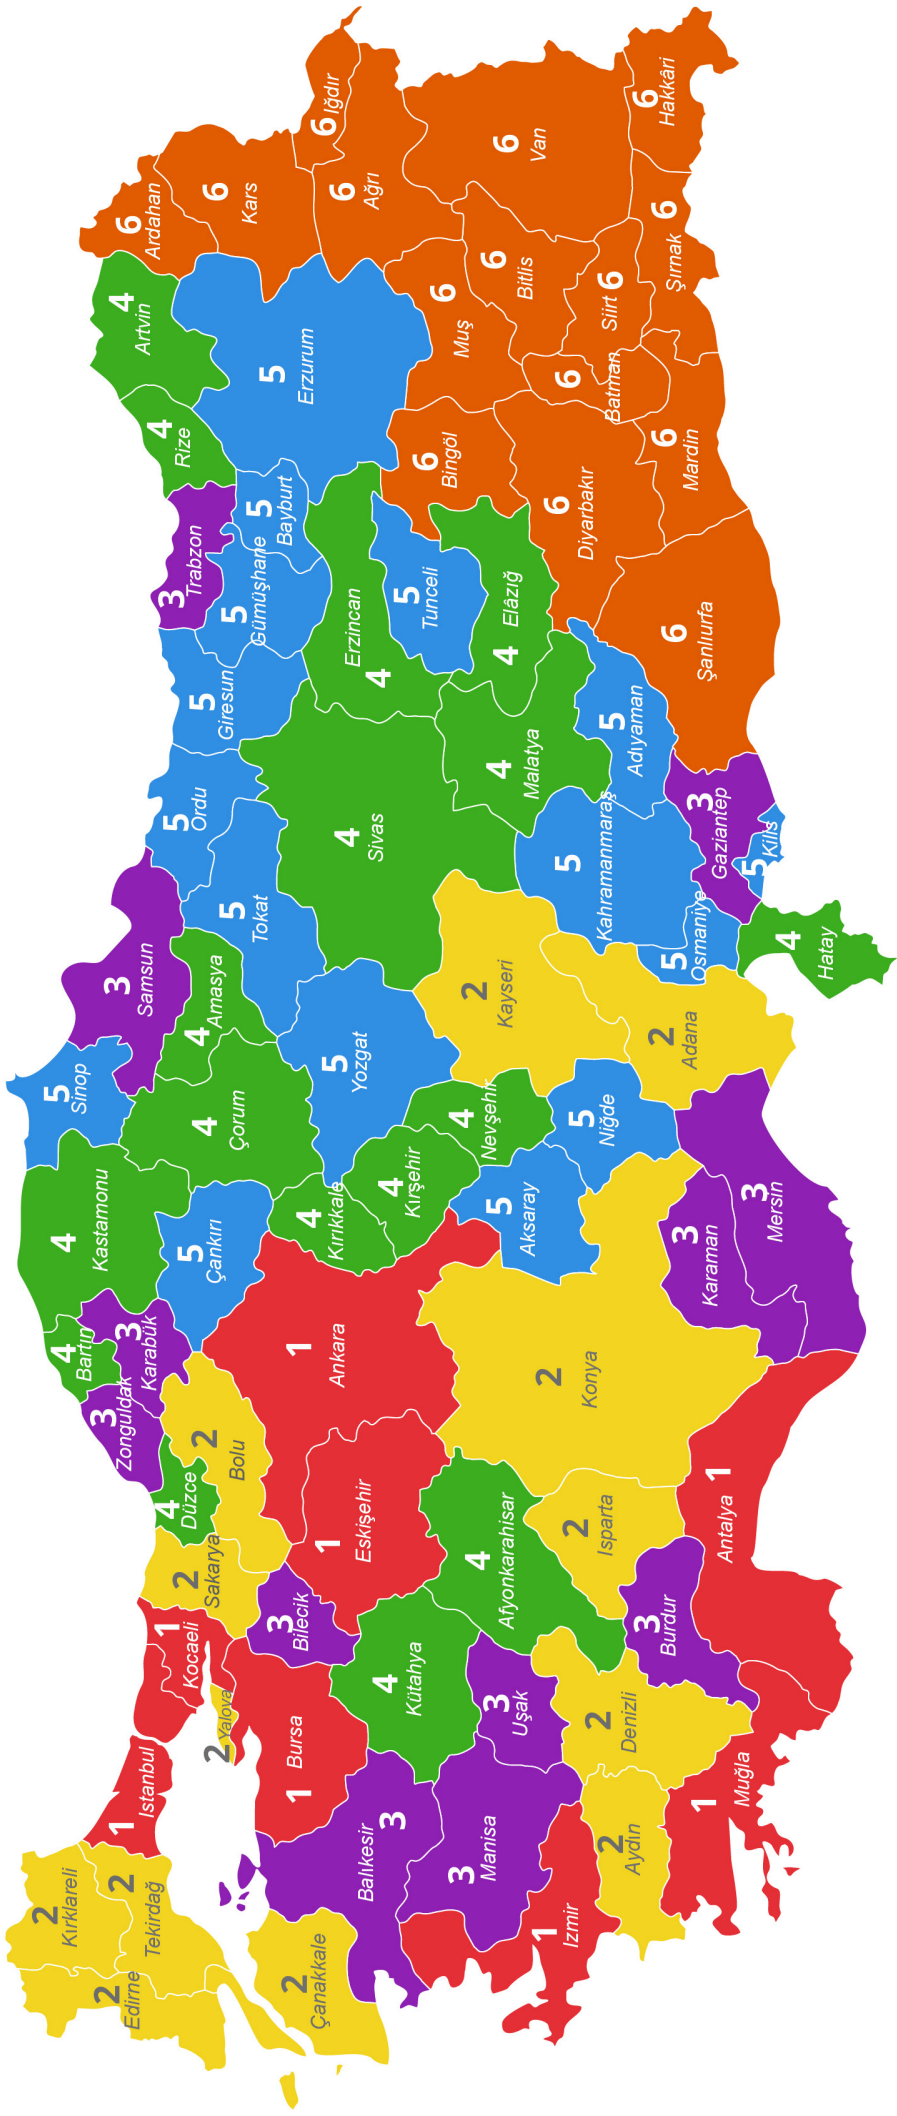 2
Kırklareli
2
Edirne
2
Tekirdağ
1
Istanbul
1
Kocaeli
2
Yalova
2
Sakarya
4
Düzce
3
Zonguldak
4
Bartın
3
Karabük
4
Kastamonu
5
Sinop
3
Samsun
5
Ordu
5
Giresun
3
Trabzon
4
Rize
4
Artvin
6
Ardahan
2
Çanakkale
1
Bursa
3
Bilecik
2
Bolu
5
Çankırı
4
Çorum
4
Amasya
5
Tokat
5
Gümüşhane
5
Bayburt
5
Erzurum
6
Kars
6
Iğdır
6
Ağrı
Balıkesir
3
4
Kütahya
1
Eskişehir
1
Ankara
4
Kırıkkale
4
Kırşehir
5
Yozgat
4
Sivas
Erzincan
4
5
Tunceli
6
Bingöl
6
Muş
3
Manisa
3
Uşak
4
Afyonkarahisar
5
Aksaray
4
Nevşehir
2
Kayseri
4
Malatya
4
Elâzığ
6
Bitlis
6
Van
1
Izmir
2
Aydın
2
Denizli
2
Isparta
2
Konya
5
Niğde
5
Kahramanmaraş
5
Adıyaman
6
Diyarbakır
6
Batman
Siirt 6
6
Hakkâri
1
Muğla
3
Burdur
1
Antalya
3
Karaman
3
Mersin
2
Adana
5
Osmaniye
3
Gaziantep
6
Şanlıurfa
6
Mardin
Şırnak 6
5
Kilis
4
Hatay